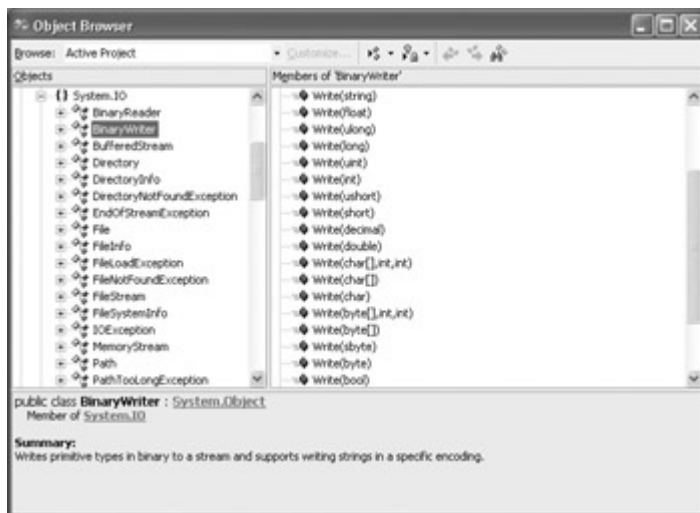 Object Browser
Browse: Active Project Customize...
Objects
{} System.IO
BinaryReader
BinaryWriter
BufferedStream
Directory
DirectoryInfo
DirectoryNotFoundException
EndOfStreamException
File
FileInfo
FileLoadException
FileNotFoundException
FileStream
FileSystemInfo
IOException
MemoryStream
Path
PathTooLongException
Members of 'BinaryWriter'
Write(string)
Write(float)
Write(ulong)
Write(long)
Write(uint)
Write(int)
Write(ushort)
Write(short)
Write(decimal)
Write(double)
Write(char[],int,int)
Write(char[])
Write(char)
Write(byte[],int,int)
Write(byte[])
Write(sbyte)
Write(byte)
Write(bool)
public class BinaryWriter : System.Object
Member of System.IO
Summary:
Writes primitive types in binary to a stream and supports writing strings in a specific encoding.